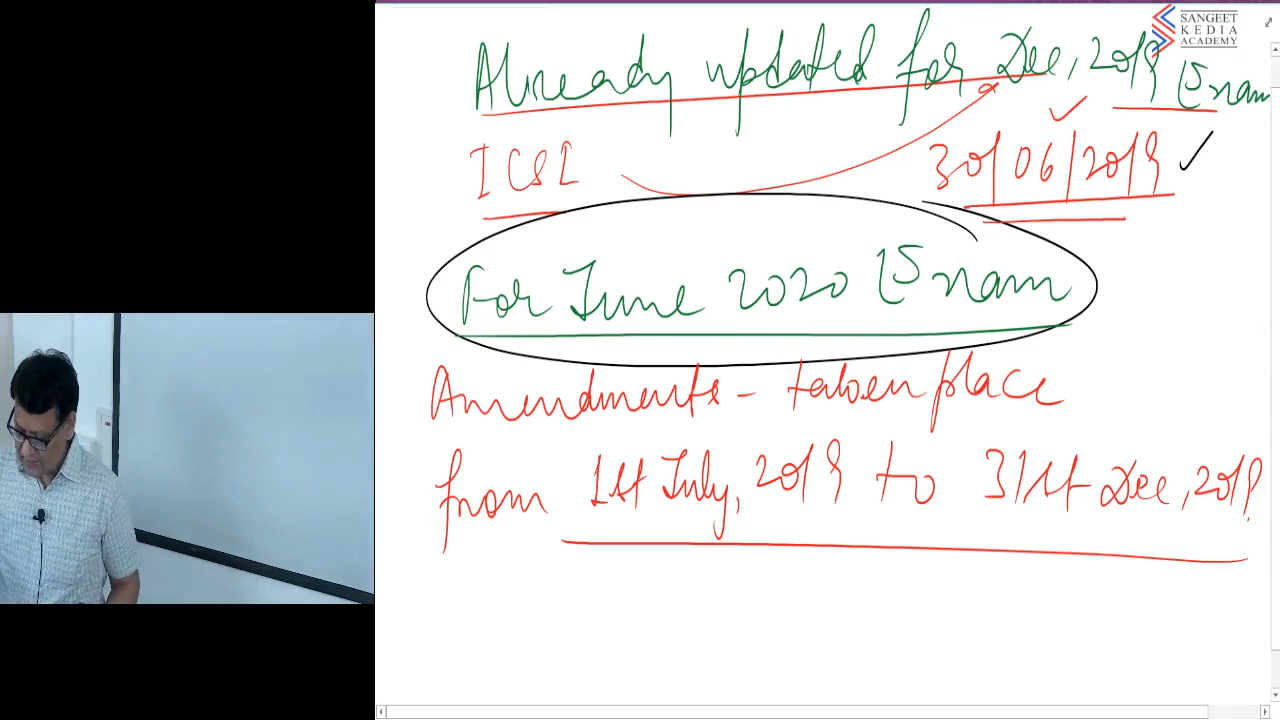 SANGEET
KEDIA
ACADEMY
Already updated for Dec, 2019 Exam
ICSI 30/06/2019
For June 2020 Exam
Amendments - taken place
from 1st July, 2019 to 31st Dec, 2019